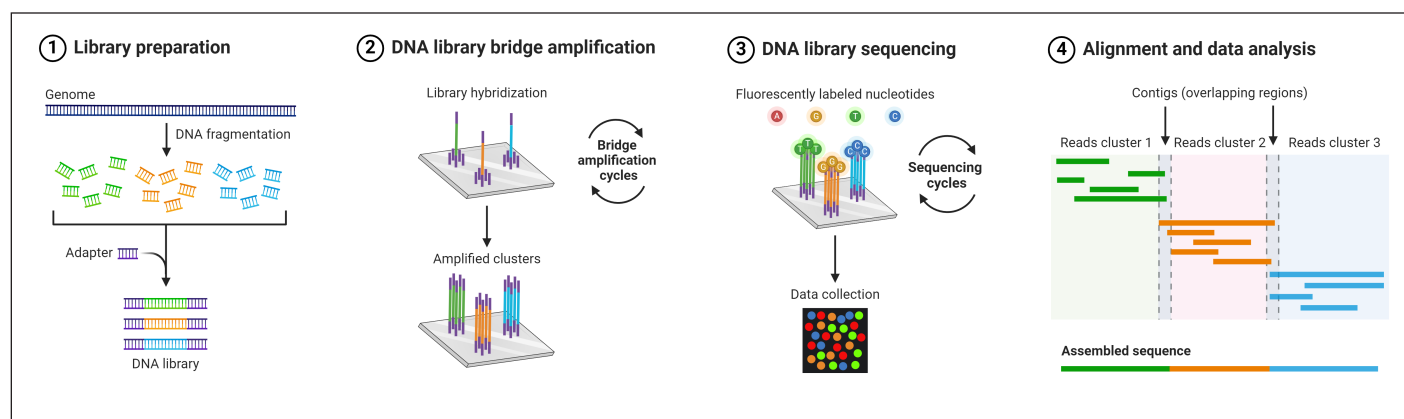 1 Library preparation
Genome
DNA fragmentation
Adapter
DNA library
2 DNA library bridge amplification
Library hybridization
Bridge
amplification
cycles
Amplified clusters
3 DNA library sequencing
Fluorescently labeled nucleotides
A G T C
T T T
G G G
C C C
Sequencing
cycles
Data collection
4 Alignment and data analysis
Contigs (overlapping regions)
Reads cluster 1 Reads cluster 2 Reads cluster 3
Assembled sequence